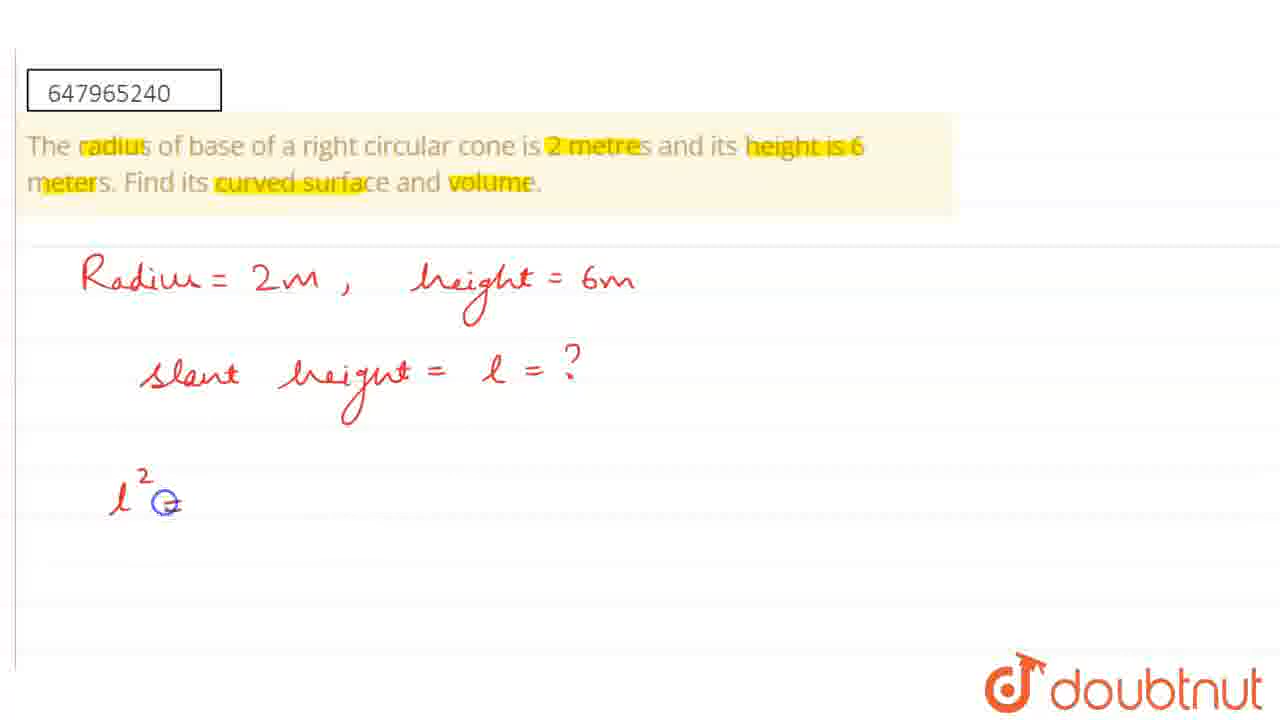 647965240
The radius of base of a right circular cone is 2 metres and its height is 6
meters. Find its curved surface and volume.
Radius = 2m , height = 6m
slant height = l = ?
l² =
doubtnut